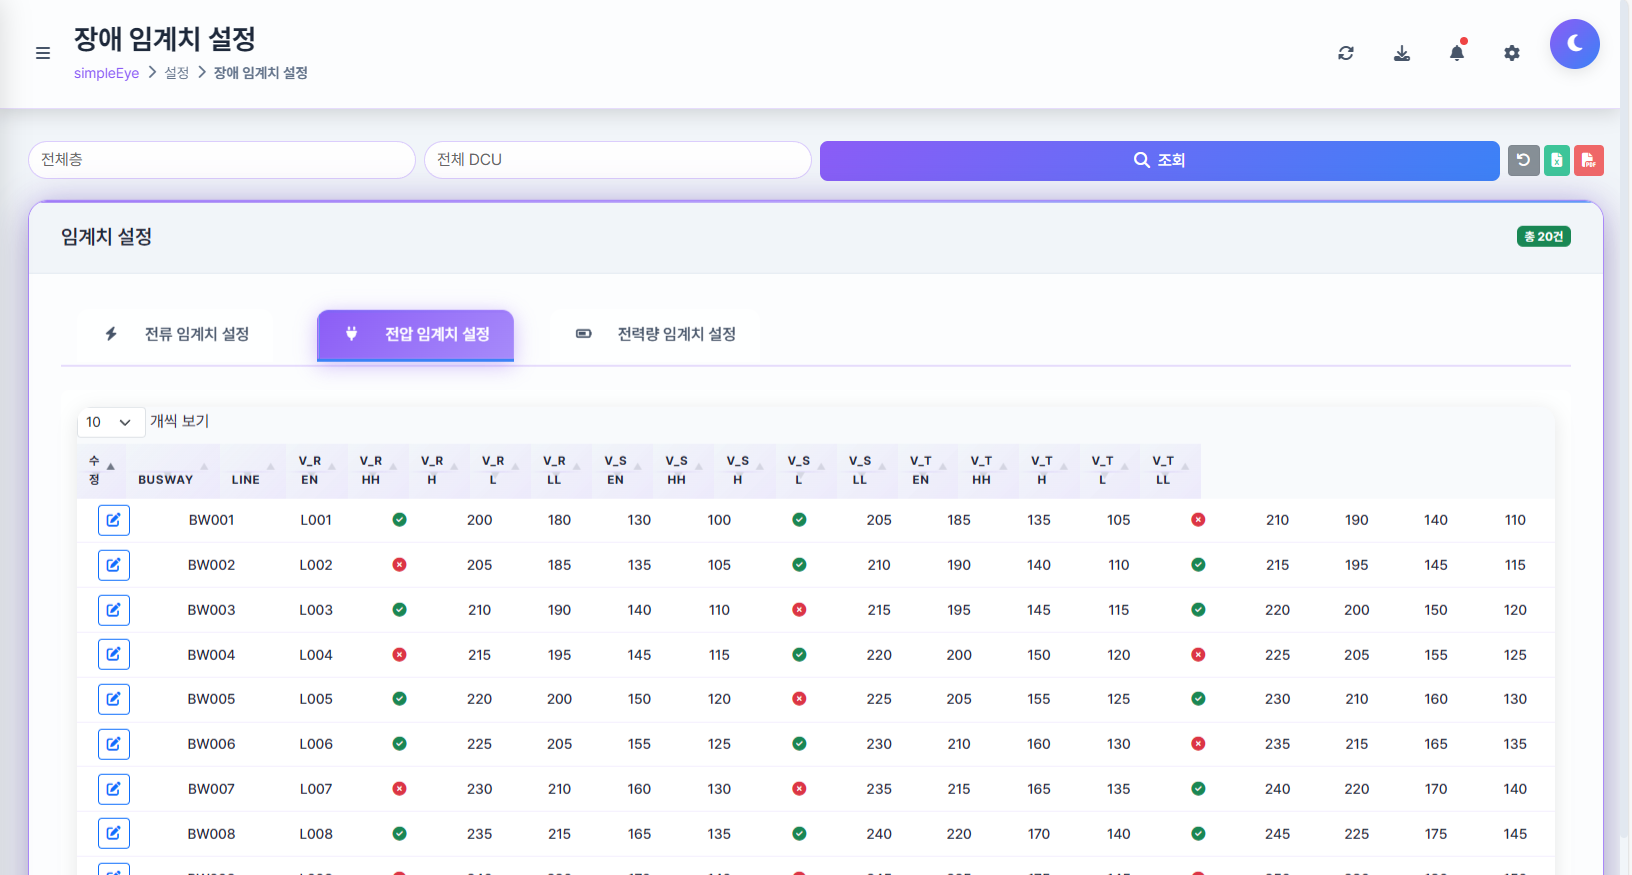 장애 임계치 설정
simpleEye > 설정 > 장애 임계치 설정
전체층
전체 DCU
조회
임계치 설정
총 20건
전류 임계치 설정
전압 임계치 설정
전력량 임계치 설정
10 개씩 보기
수정 BUSWAY LINE V_R EN V_R HH V_R H V_R L V_R LL V_S EN V_S HH V_S H V_S L V_S LL V_T EN V_T HH V_T H V_T L V_T LL
BW001 L001 200 180 130 100 205 185 135 105 210 190 140 110
BW002 L002 205 185 135 105 210 190 140 110 215 195 145 115
BW003 L003 210 190 140 110 215 195 145 115 220 200 150 120
BW004 L004 215 195 145 115 220 200 150 120 225 205 155 125
BW005 L005 220 200 150 120 225 205 155 125 230 210 160 130
BW006 L006 225 205 155 125 230 210 160 130 235 215 165 135
BW007 L007 230 210 160 130 235 215 165 135 240 220 170 140
BW008 L008 235 215 165 135 240 220 170 140 245 225 175 145